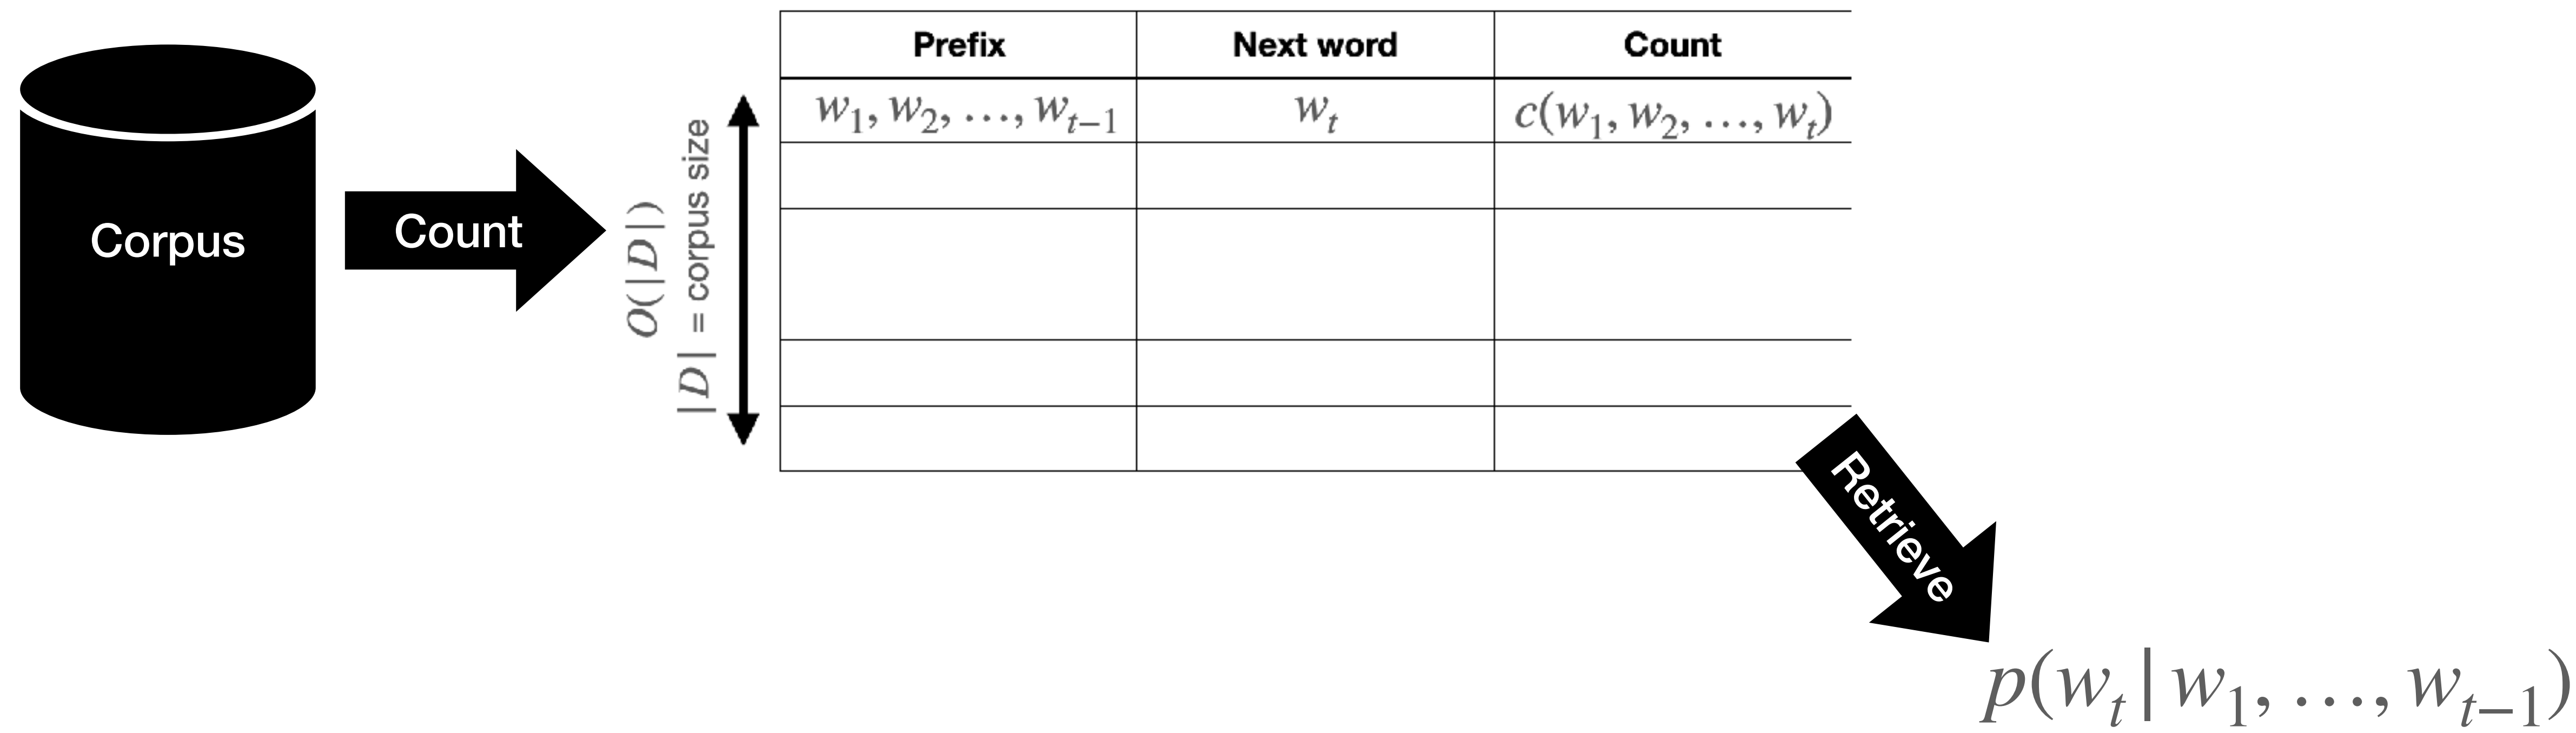 Corpus
Count
O(|D|)
|D| = corpus size
Prefix Next word Count
w₁, w₂, …, wₜ₋₁ wₜ c(w₁, w₂, …, wₜ)
Retrieve
p(wₜ | w₁, …, wₜ₋₁)